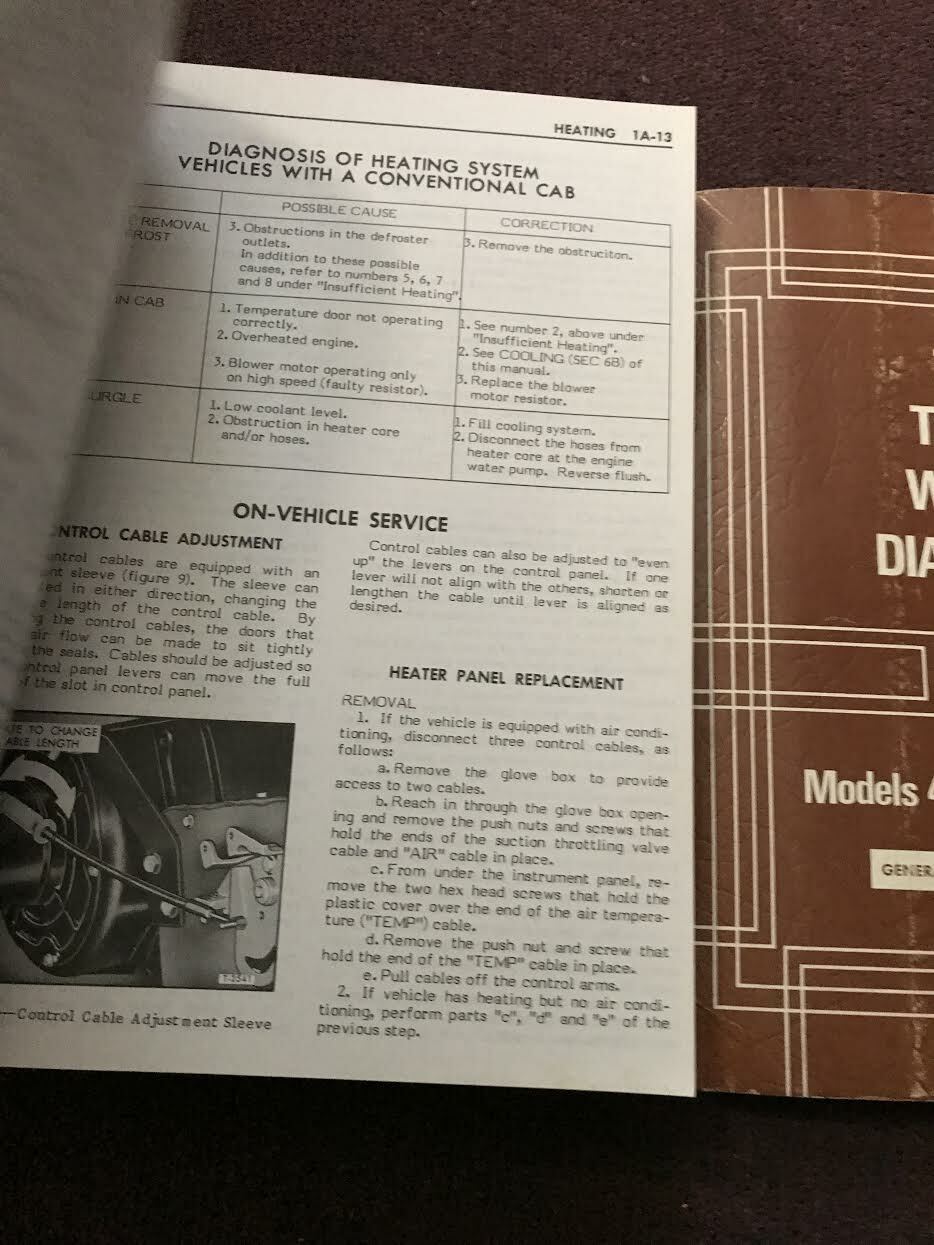 HEATING 1A-13
DIAGNOSIS OF HEATING SYSTEM
VEHICLES WITH A CONVENTIONAL CAB
POSSIBLE CAUSE
CORRECTION
REMOVAL
3. Obstructions in the defroster
outlets.
In addition to these possible
causes, refer to numbers 5, 6, 7
and 8 under "Insufficient Heating".
3. Remove the obstruciton.
IN CAB
1. Temperature door not operating
correctly.
2. Overheated engine.
3. Blower motor operating only
on high speed (faulty resistor).
1. See number 2, above under
"Insufficient Heating".
2. See COOLING (SEC 6B) of
this manual.
3. Replace the blower
motor resistor.
1. Low coolant level.
2. Obstruction in heater core
and/or hoses.
1. Fill cooling system.
2. Disconnect the hoses from
heater core at the engine
water pump. Reverse flush.
ON-VEHICLE SERVICE
NTROL CABLE ADJUSTMENT
ntrol cables are equipped with an
nt sleeve (figure 9). The sleeve can
ed in either direction, changing the
length of the control cable. By
g the control cables, the doors that
air flow can be made to sit tightly
the seals. Cables should be adjusted so
ntrol panel levers can move the full
f the slot in control panel.
TE TO CHANGE
ABLE LENGTH
T-3341
—Control Cable Adjustment Sleeve
Control cables can also be adjusted to "even
up" the levers on the control panel. If one
lever will not align with the others, shorten or
lengthen the cable until lever is aligned as
desired.
HEATER PANEL REPLACEMENT
REMOVAL
1. If the vehicle is equipped with air condi-
tioning, disconnect three control cables, as
follows:
a. Remove the glove box to provide
access to two cables.
b. Reach in through the glove box open-
ing and remove the push nuts and screws that
hold the ends of the suction throttling valve
cable and "AIR" cable in place.
c. From under the instrument panel, re-
move the two hex head screws that hold the
plastic cover over the end of the air tempera-
ture ("TEMP") cable.
d. Remove the push nut and screw that
hold the end of the "TEMP" cable in place.
e. Pull cables off the control arms.
2. If vehicle has heating but no air condi-
tioning, perform parts "c", "d" and "e" of the
previous step.
T
W
DIA
Models 4
GENER